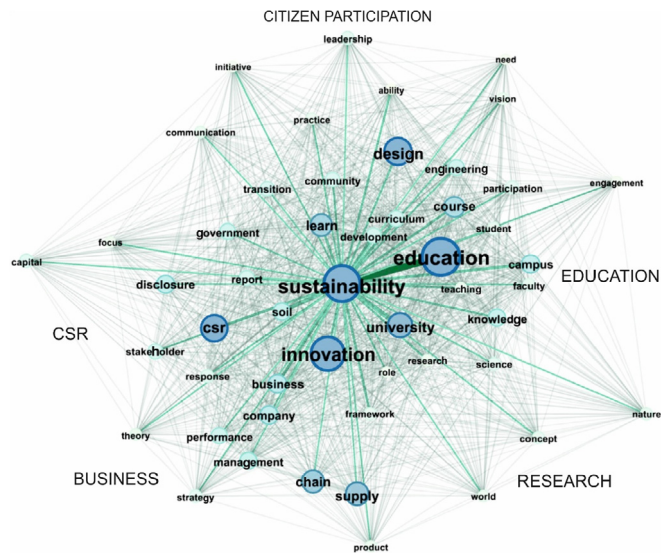 CITIZEN PARTICIPATION
leadership
need
initiative
ability
vision
communication
practice
design
engineering
community
transition
participation
engagement
course
curriculum
learn
student
government
development
focus
education
capital
campus
EDUCATION
report
disclosure
sustainability
teaching
faculty
soil
CSR
csr
university
knowledge
stakeholder
innovation
research
science
response
role
business
company
framework
nature
theory
performance
concept
management
BUSINESS
chain
RESEARCH
strategy
supply
world
product